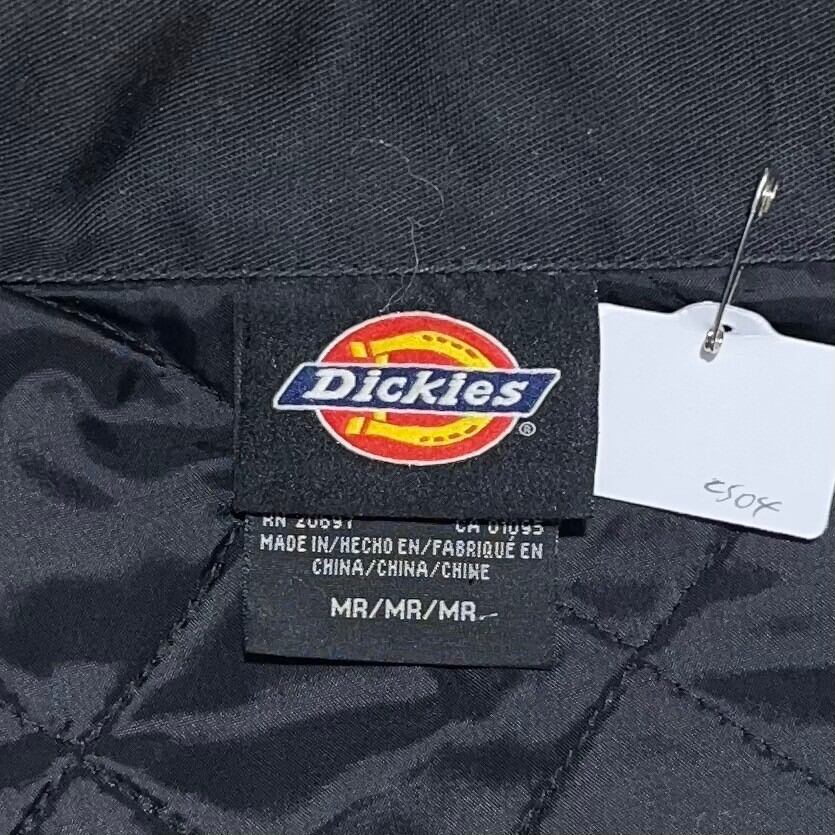 Dickies
®
RN 20697 CA 01095
MADE IN/HECHO EN/FABRIQUÉ EN
CHINA/CHINA/CHINE
MR/MR/MR
2504